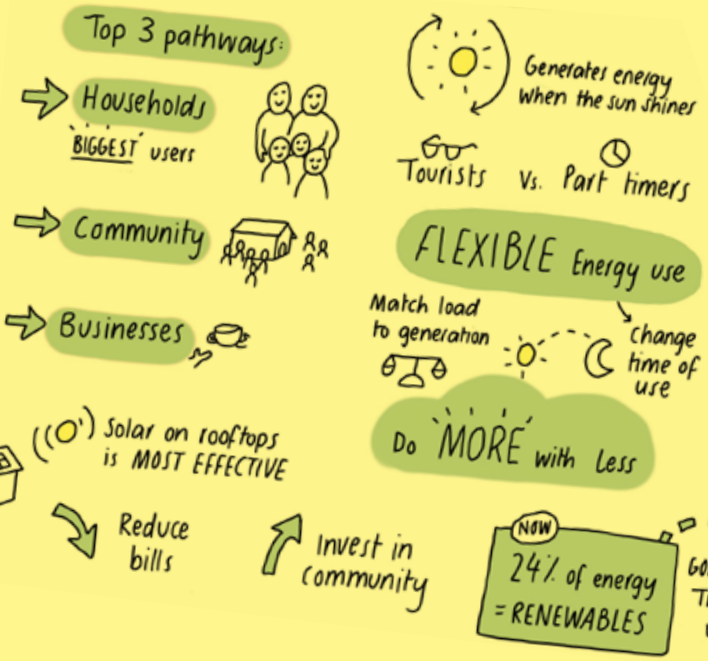 Top 3 pathways:
Households
BIGGEST users
Community
Businesses
Solar on rooftops
is MOST EFFECTIVE
Reduce
bills
Invest in
community
Generates energy
when the sun shines
Tourists Vs. Part timers
FLEXIBLE Energy use
Match load
to generation
Change
time of
use
Do MORE with Less
NOW
24% of energy
= RENEWABLES